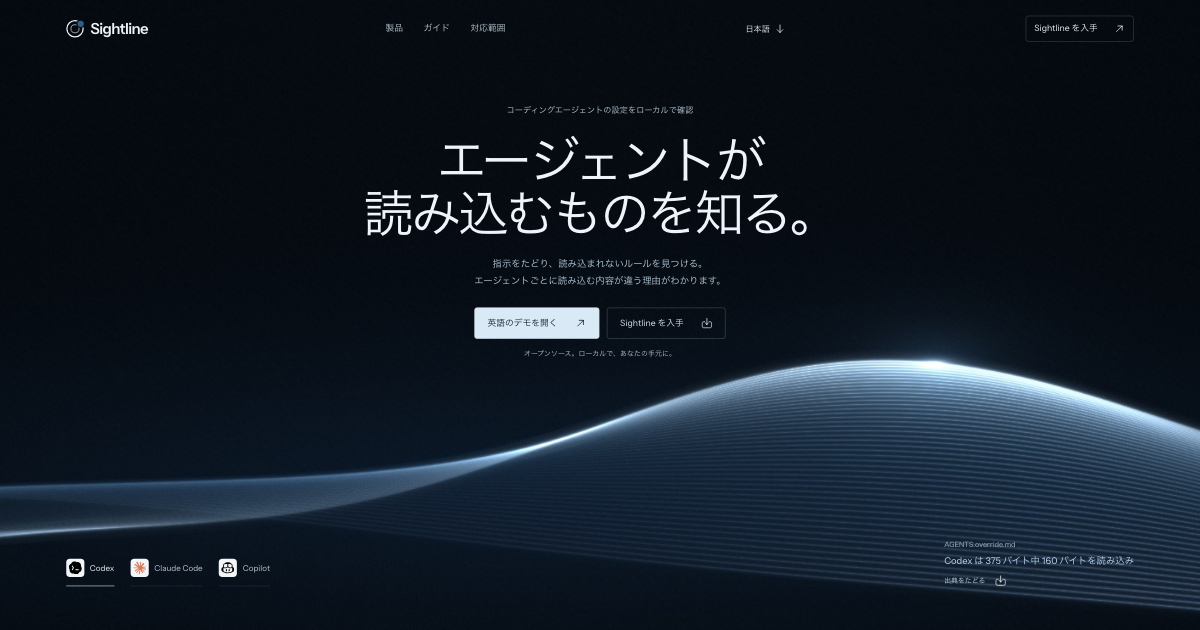 Sightline
製品 ガイド 対応範囲
日本語
Sightline を入手
コーディングエージェントの設定をローカルで確認
エージェントが
読み込むものを知る。
指示をたどり、読み込まれないルールを見つける。
エージェントごとに読み込む内容が違う理由がわかります。
英語のデモを開く
Sightline を入手
オープンソース。ローカルで、あなたの手元に。
AGENTS.override.md
Codex は 375 バイト中 160 バイトを読み込み
出典をたどる
Codex
Claude Code
Copilot